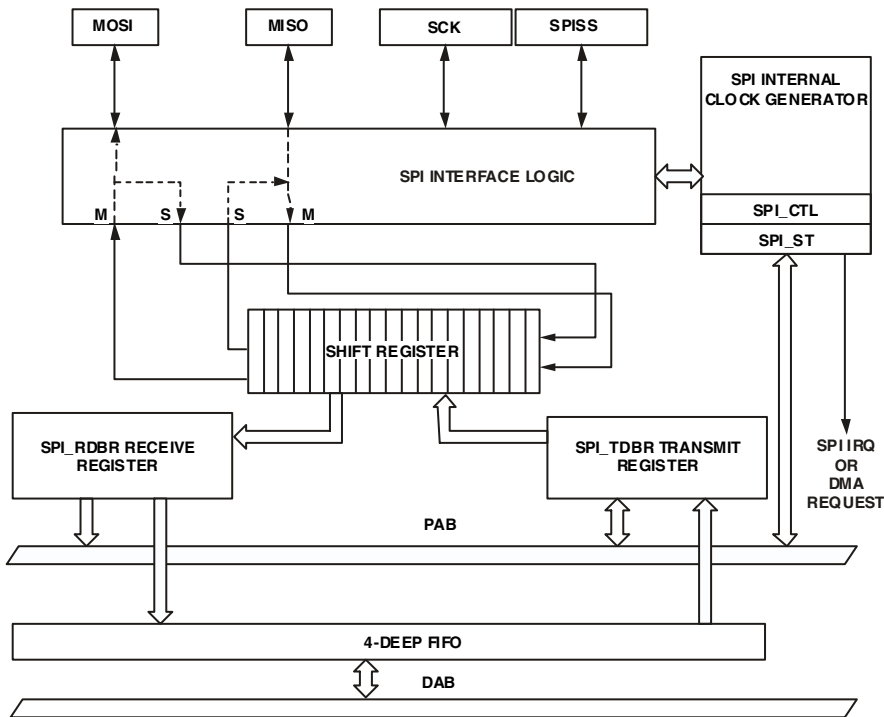 MOSI
MISO
SCK
SPISS
SPI INTERNAL
CLOCK GENERATOR
SPI INTERFACE LOGIC
M
S
S
M
SPI_CTL
SPI_ST
SHIFT REGISTER
SPI_RDBR RECEIVE
REGISTER
SPI_TDBR TRANSMIT
REGISTER
SPI IRQ
OR
DMA
REQUEST
PAB
4-DEEP FIFO
DAB